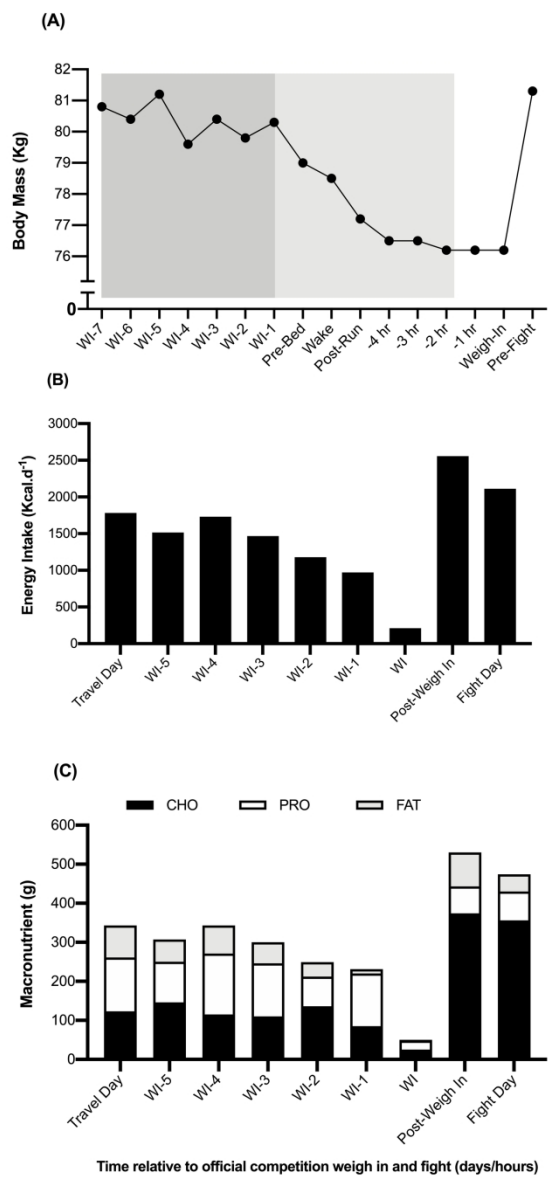 (A)
Body Mass (Kg)
82
81
80
79
78
77
76
0
WI-7
WI-6
WI-5
WI-4
WI-3
WI-2
WI-1
Pre-Bed
Wake
Post-Run
-4 hr
-3 hr
-2 hr
-1 hr
Weigh-In
Pre-Fight
(B)
Energy Intake (Kcal.d⁻¹)
3000
2500
2000
1500
1000
500
0
Travel Day
WI-5
WI-4
WI-3
WI-2
WI-1
WI
Post-Weigh In
Fight Day
(C)
CHO PRO FAT
Macronutrient (g)
600
500
400
300
200
100
0
Travel Day
WI-5
WI-4
WI-3
WI-2
WI-1
WI
Post-Weigh In
Fight Day
Time relative to official competition weigh in and fight (days/hours)